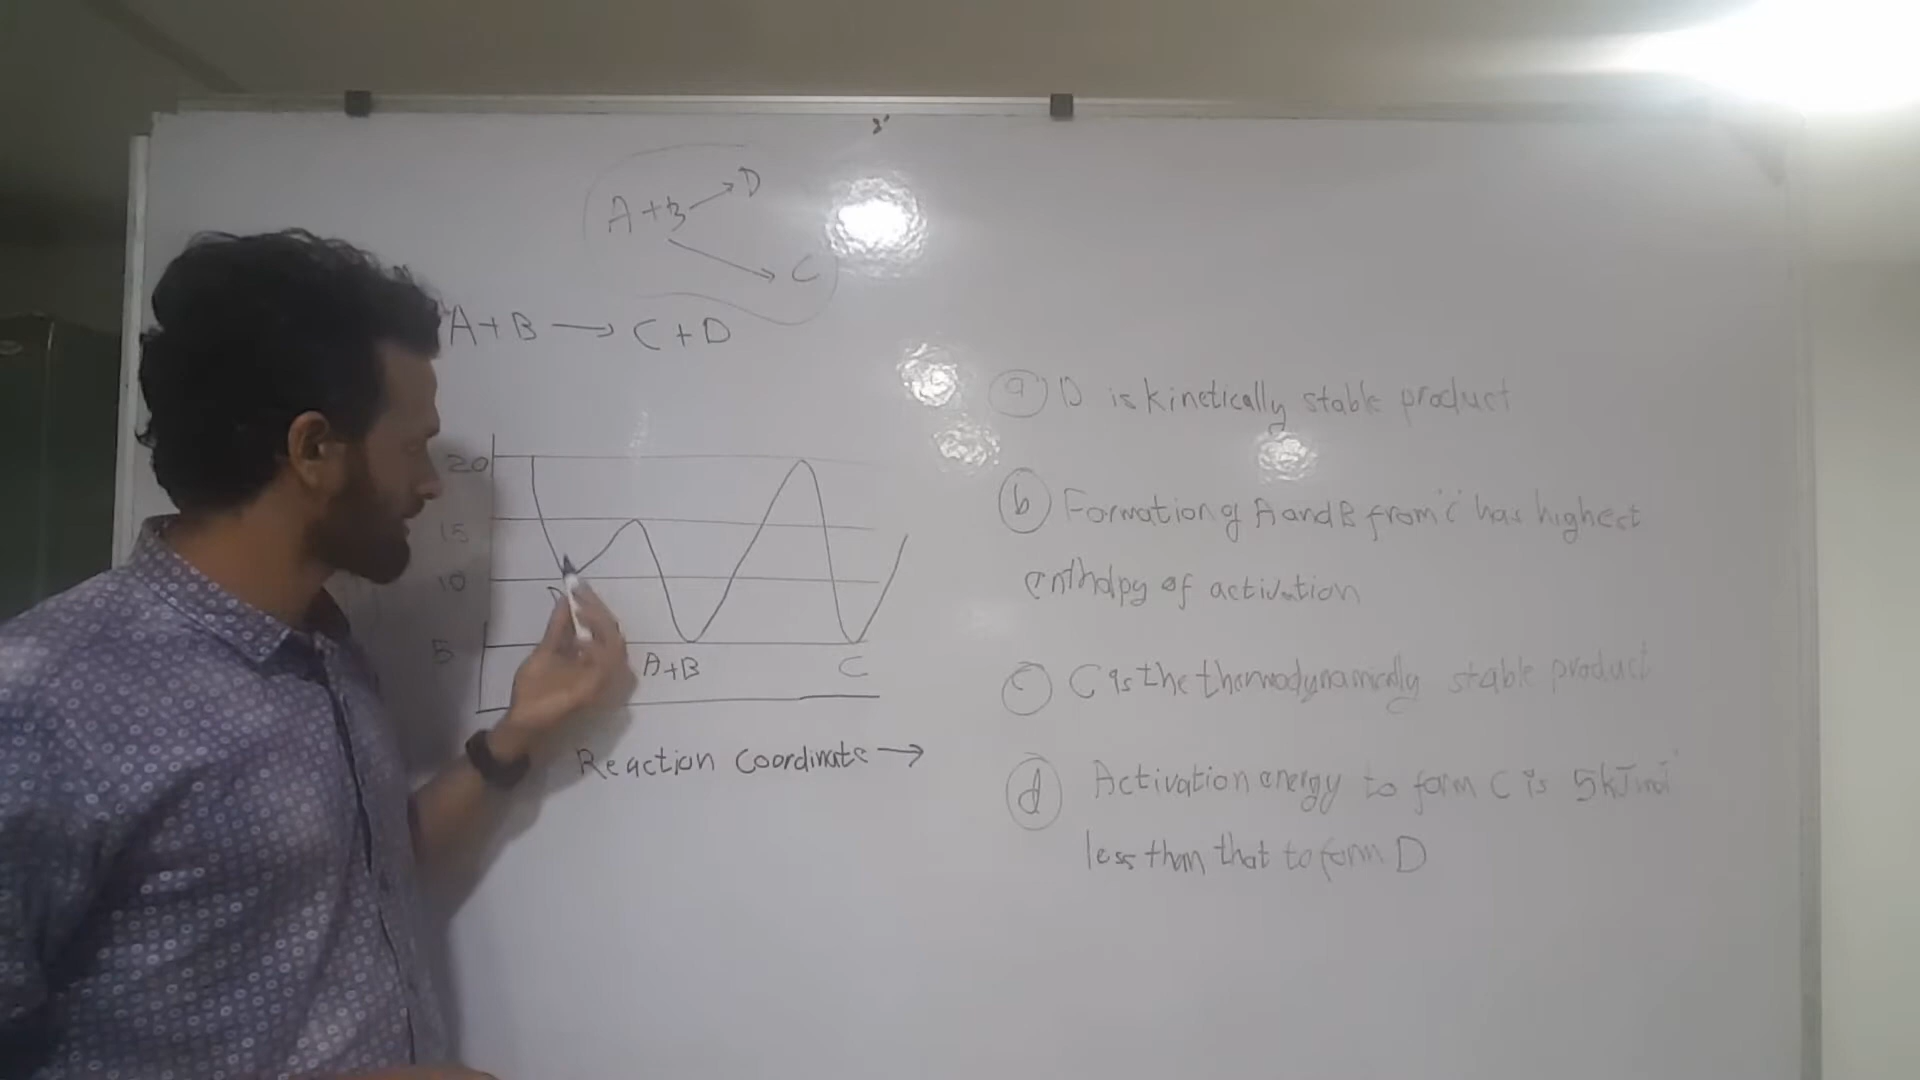 A+B → D
→ C
A+B → C+D
20
15
10
5
D
A+B
C
Reaction coordinate →
(a) D is kinetically stable product
(b) Formation of A and B from 'C' has highest
enthalpy of activation
(c) C is the thermodynamically stable product
(d) Activation energy to form C is 5kJmol⁻¹
less than that to form D